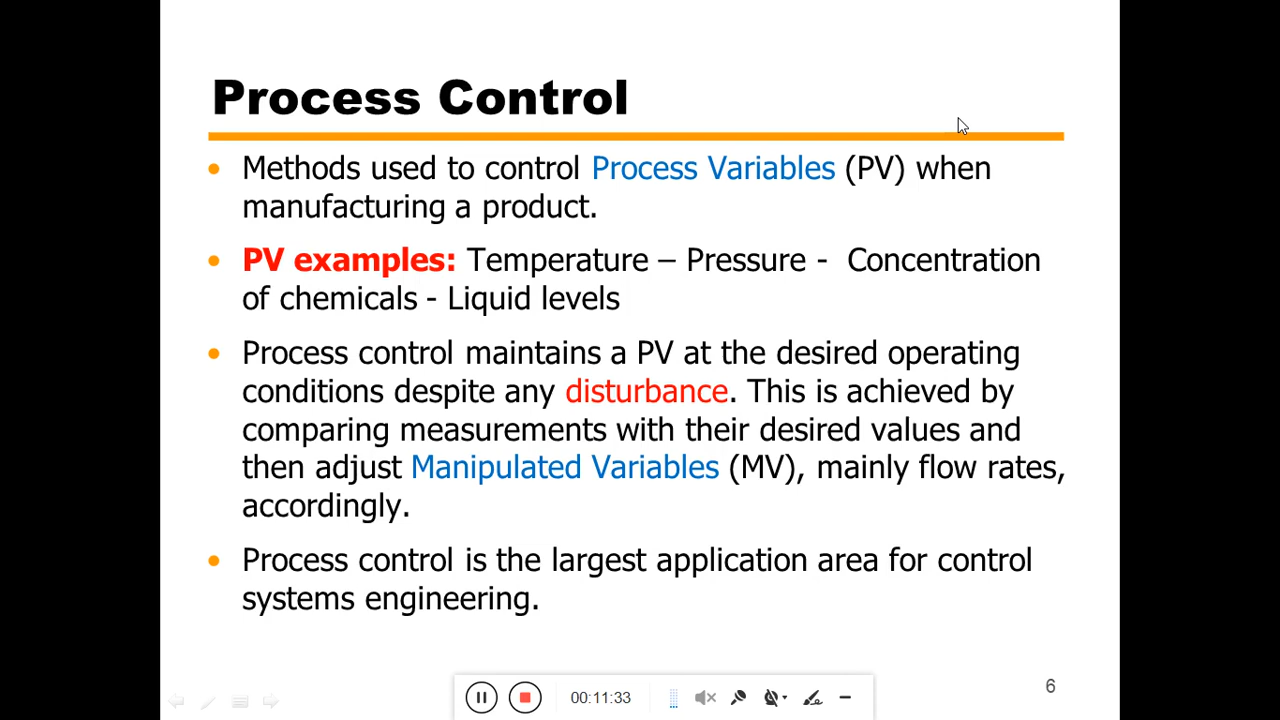 Process Control
• Methods used to control Process Variables (PV) when
manufacturing a product.
• PV examples: Temperature – Pressure - Concentration
of chemicals - Liquid levels
• Process control maintains a PV at the desired operating
conditions despite any disturbance. This is achieved by
comparing measurements with their desired values and
then adjust Manipulated Variables (MV), mainly flow rates,
accordingly.
• Process control is the largest application area for control
systems engineering.
6
00:11:33